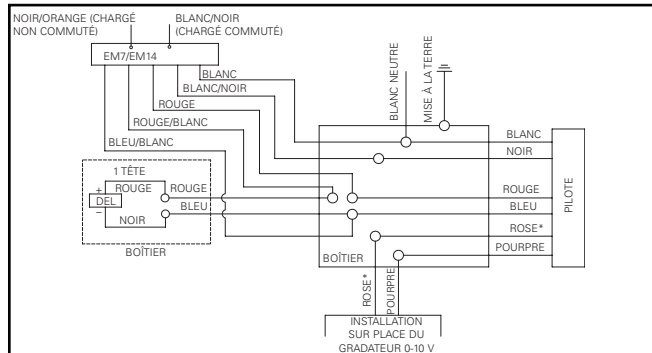 NOIR/ORANGE (CHARGÉ
NON COMMUTÉ)
BLANC/NOIR
(CHARGÉ COMMUTÉ)
EM7/EM14
BLANC
BLANC/NOIR
ROUGE
ROUGE/BLANC
BLEU/BLANC
BLANC NEUTRE
MISE À LA TERRE
BLANC
NOIR
1 TÊTE
+
ROUGE
ROUGE
DEL
BLEU
–
NOIR
BOÎTIER
ROUGE
BLEU
ROSE*
POURPRE
PILOTE
BOÎTIER
ROSE*
POURPRE
INSTALLATION
SUR PLACE DU
GRADATEUR 0-10 V